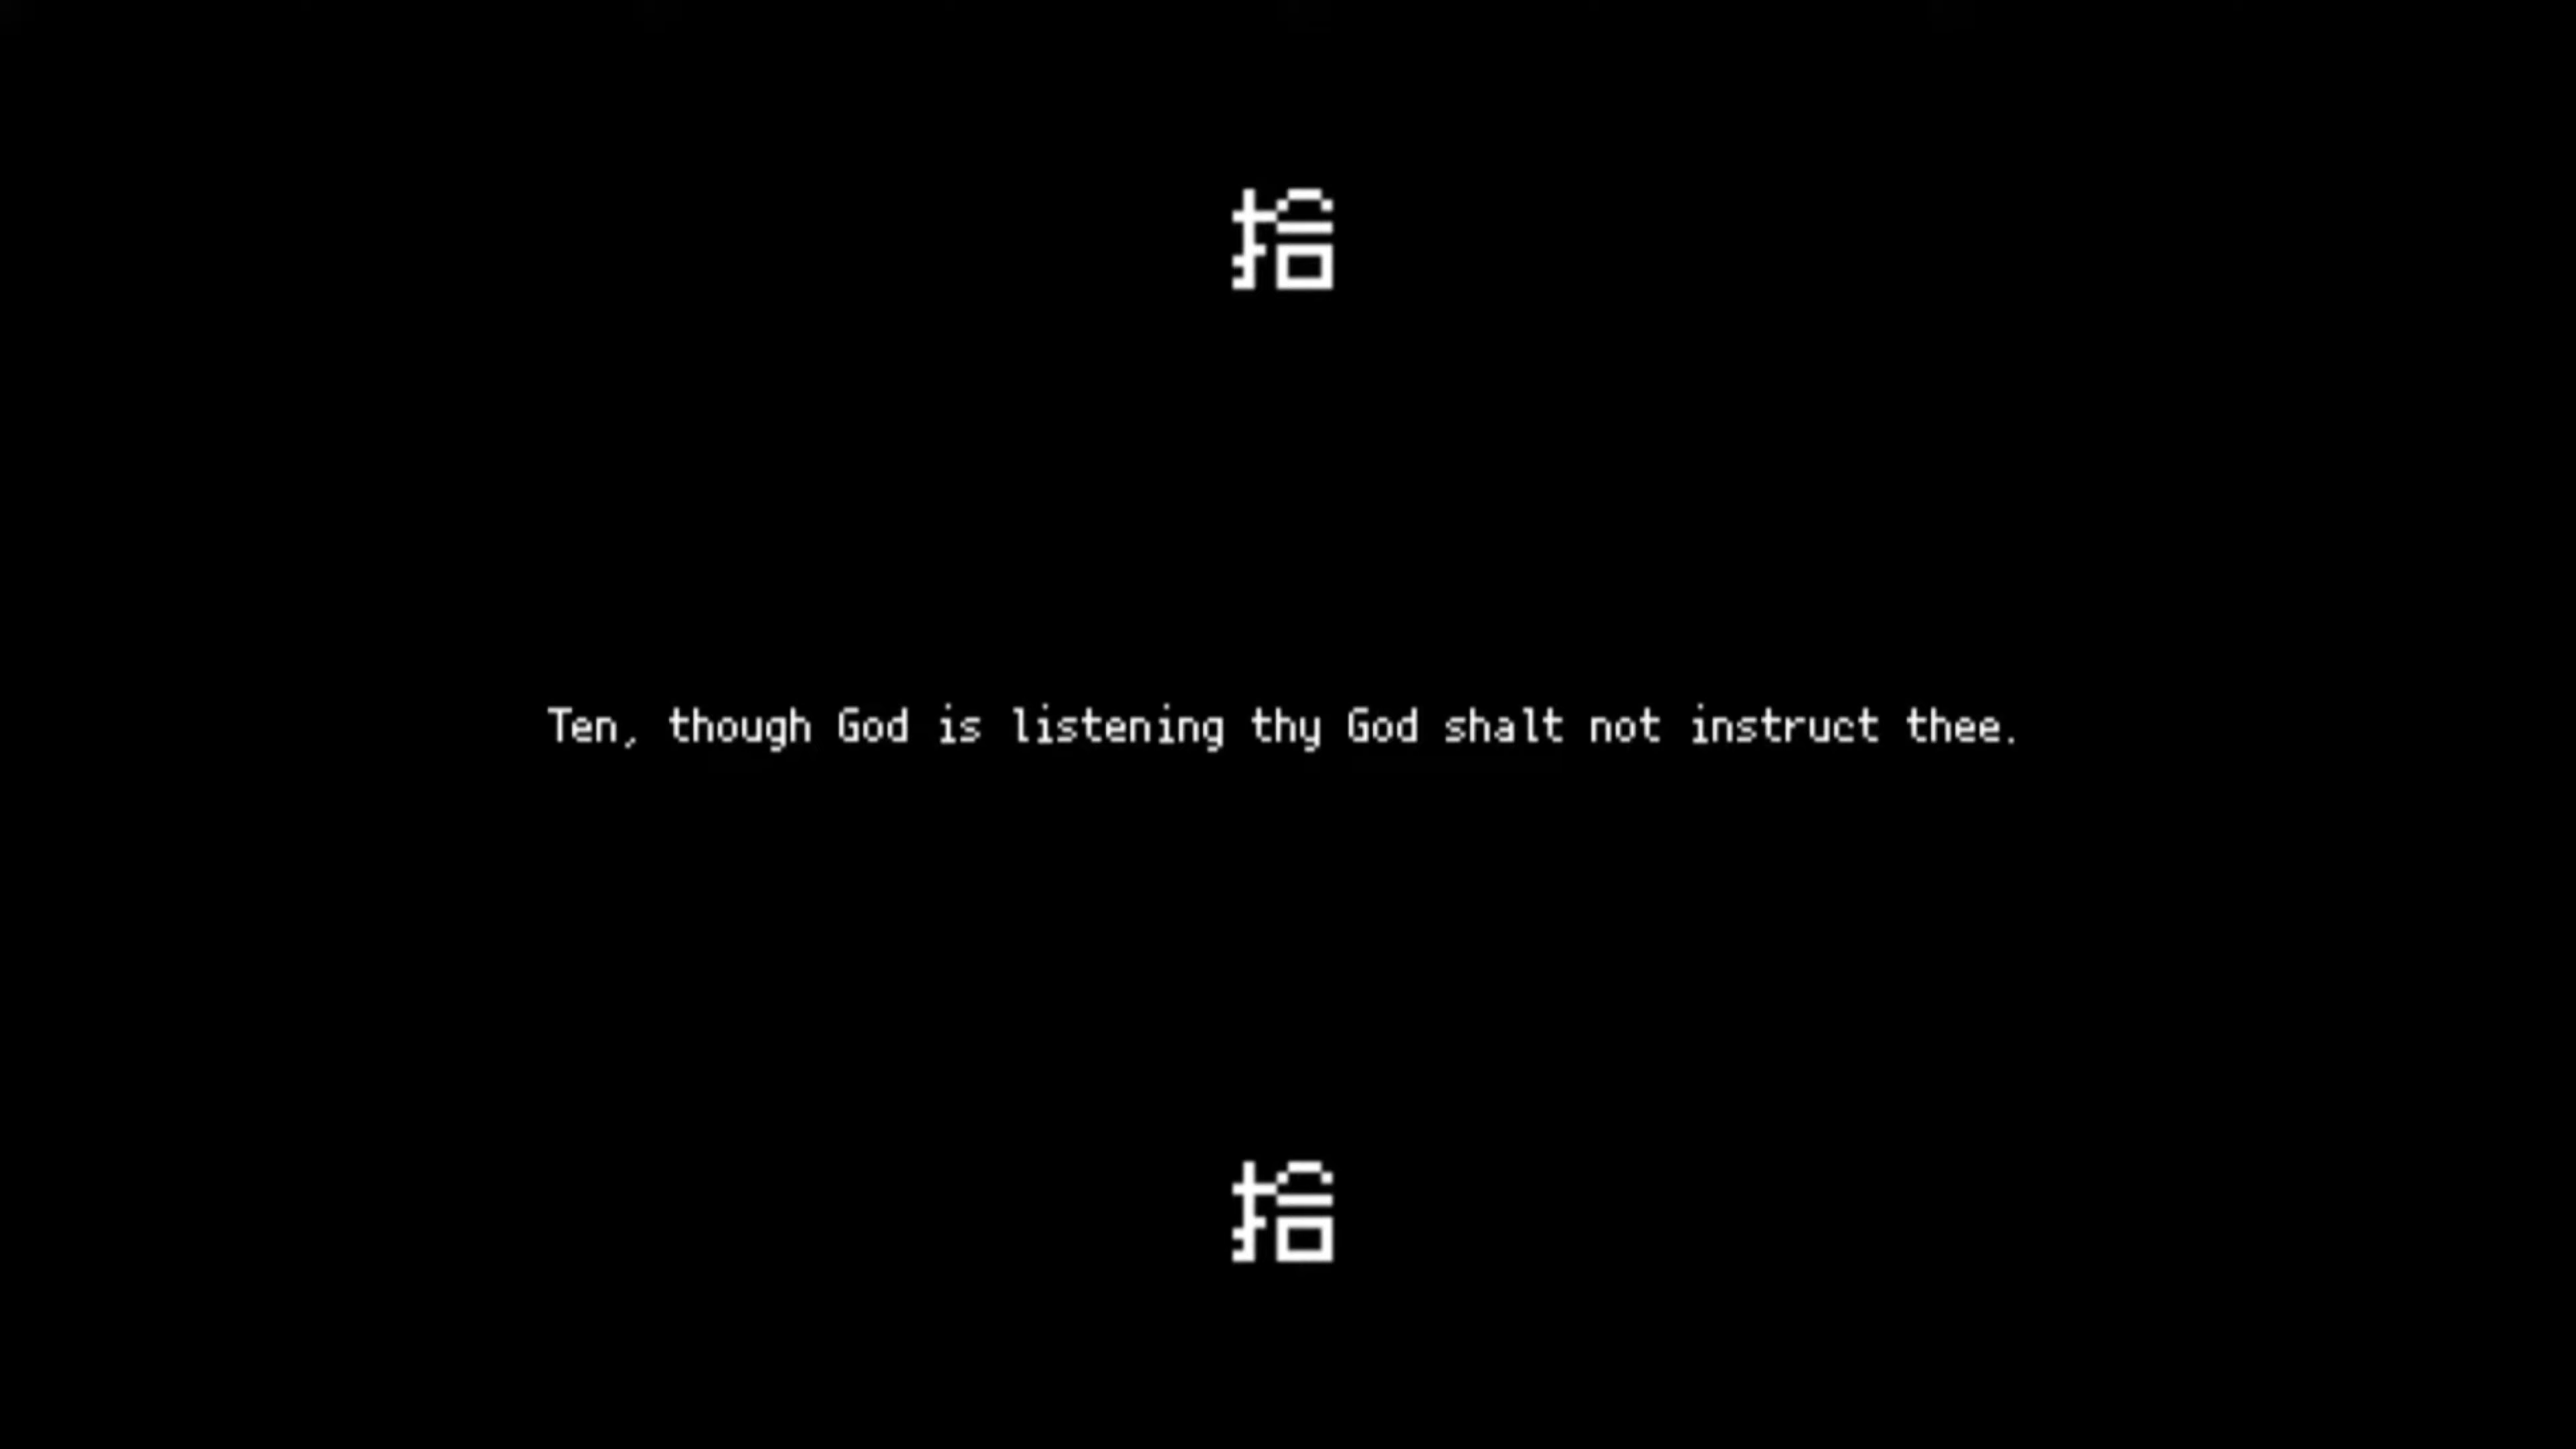 拾
Ten, though God is listening thy God shalt not instruct thee.
拾